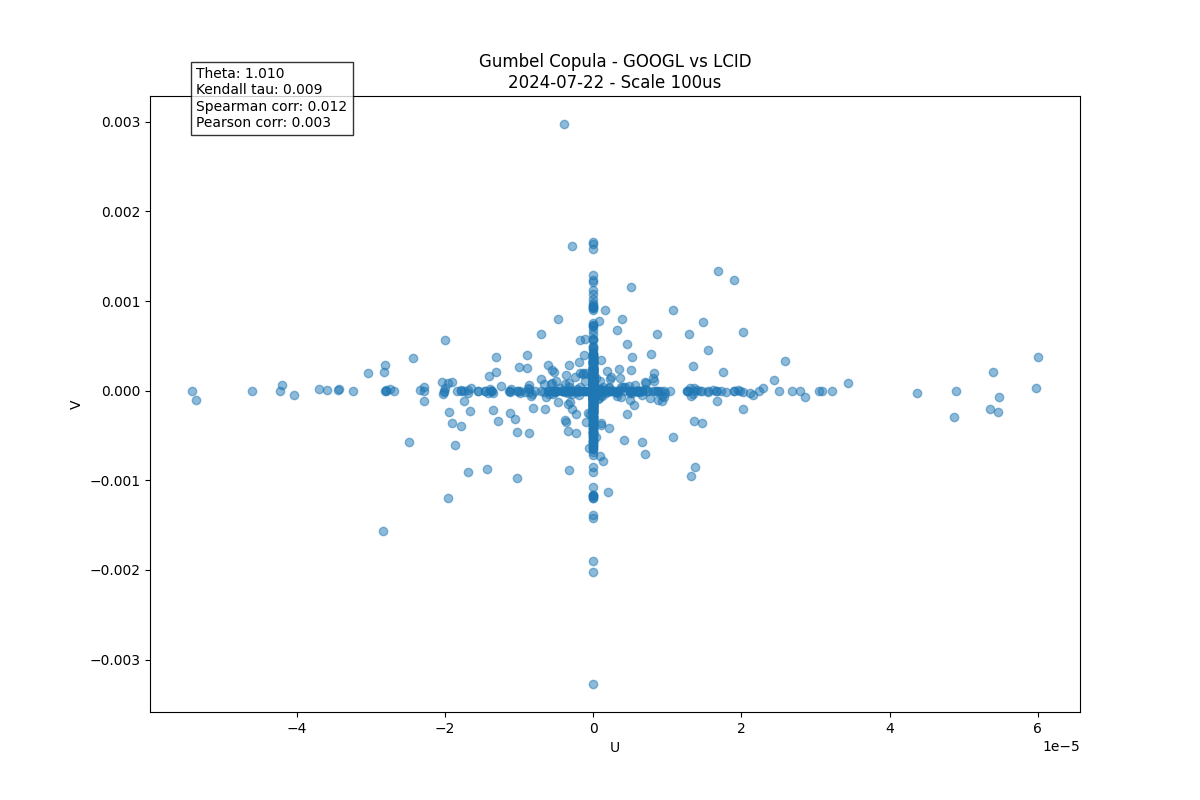 Gumbel Copula - GOOGL vs LCID
2024-07-22 - Scale 100us
Theta: 1.010
Kendall tau: 0.009
Spearman corr: 0.012
Pearson corr: 0.003
0.003
0.002
0.001
0.000
−0.001
−0.002
−0.003
V
−4
−2
0
2
4
6
1e−5
U